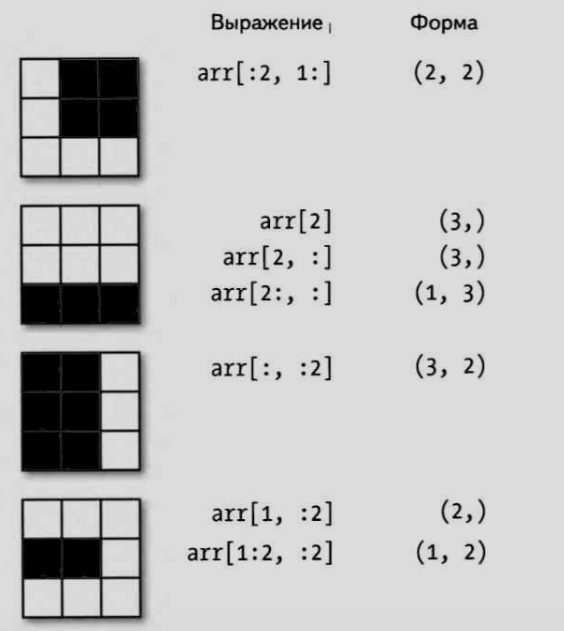 Выражение Форма
arr[:2, 1:] (2, 2)
arr[2] (3,)
arr[2, :] (3,)
arr[2:, :] (1, 3)
arr[:, :2] (3, 2)
arr[1, :2] (2,)
arr[1:2, :2] (1, 2)